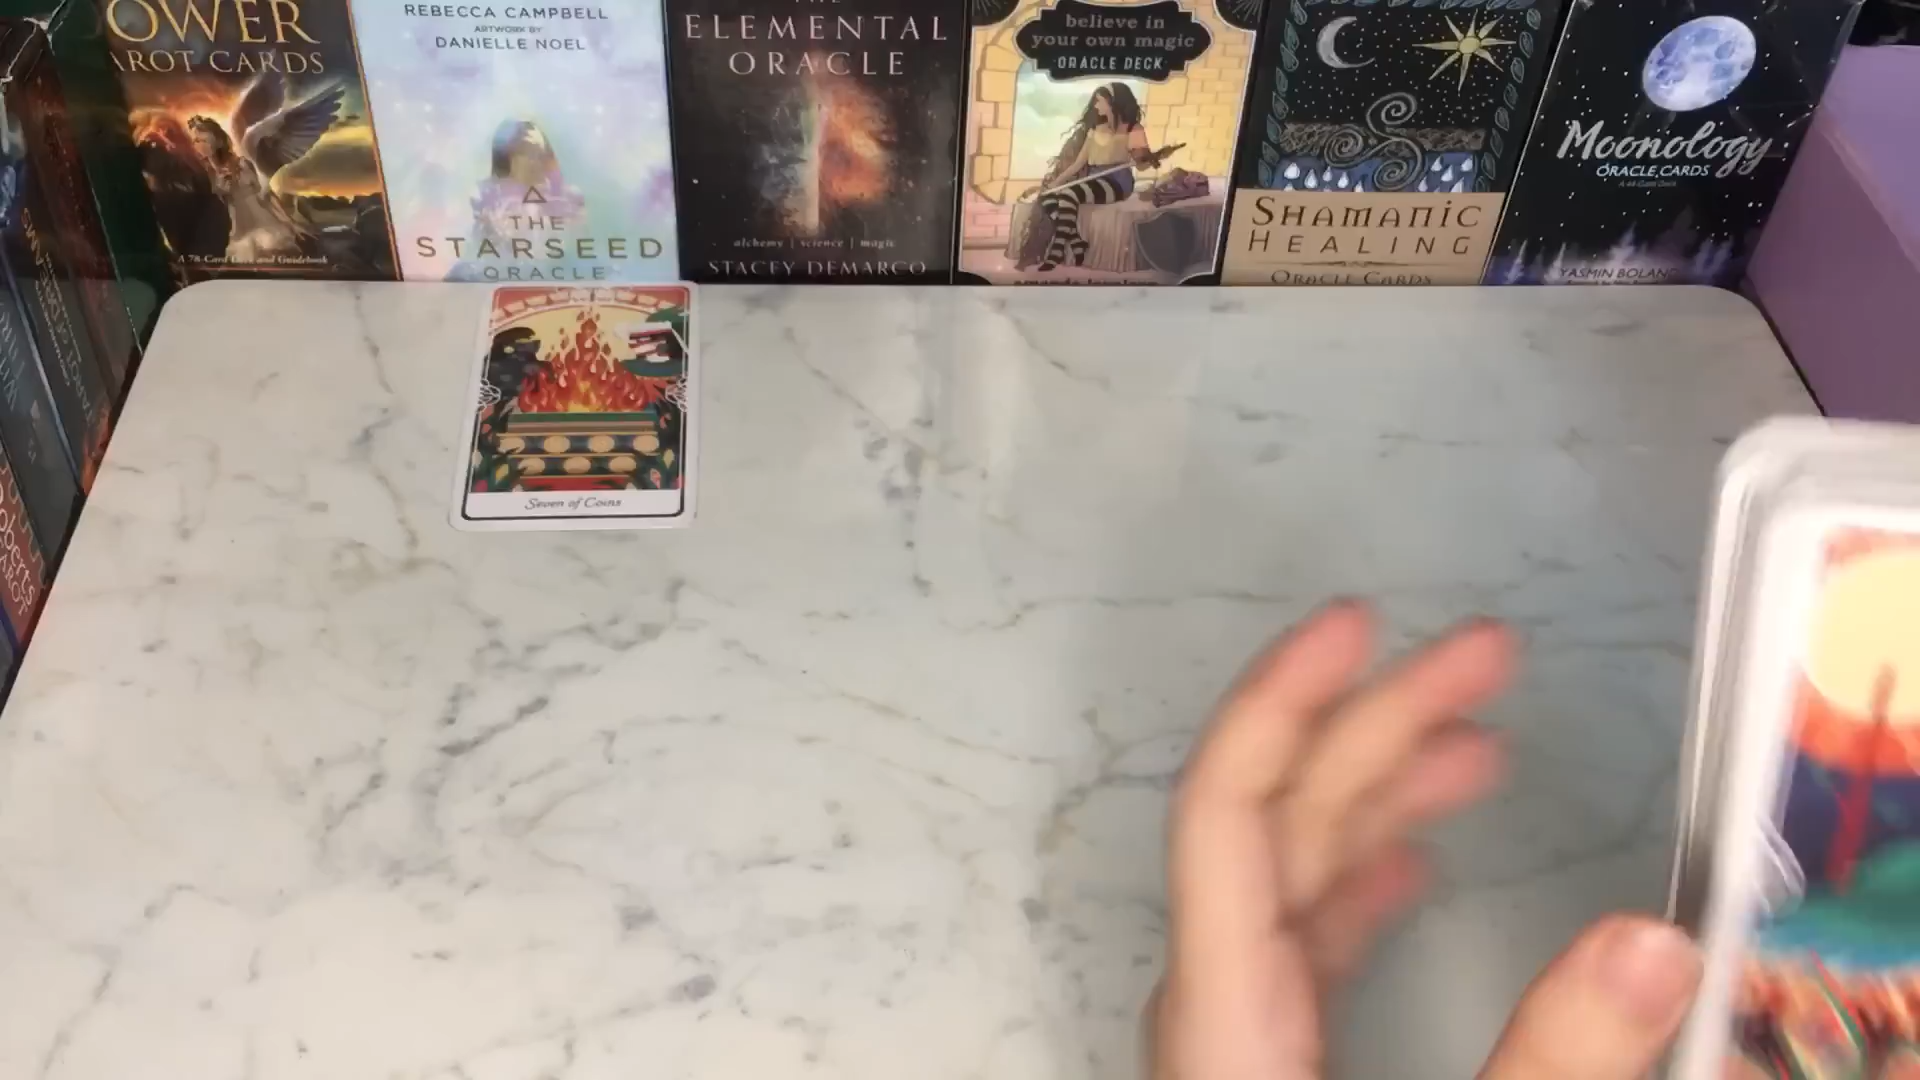 OWER
AROT CARDS
A 78-Card Deck and Guidebook
REBECCA CAMPBELL
ARTWORK BY
DANIELLE NOEL
THE
STARSEED
ORACLE
THE
ELEMENTAL
ORACLE
alchemy | science | magic
STACEY DEMARCO
believe in
your own magic
ORACLE DECK
SHAMANIC
HEALING
ORACLE CARDS
Moonology
ORACLE CARDS
A 44-Card Deck
YASMIN BOLAND
Seven of Coins